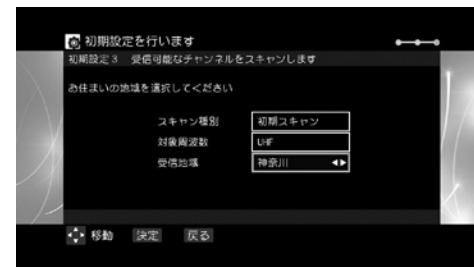 初期設定を行います
初期設定3 受信可能なチャンネルをスキャンします
お住まいの地域を選択してください
スキャン種別 初期スキャン
対象周波数 UHF
受信地域 神奈川
移動 決定 戻る